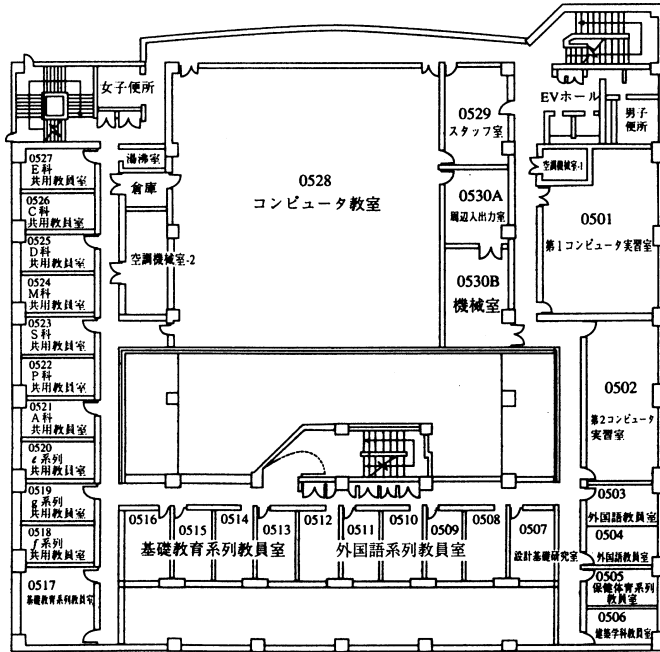 女子便所
EVホール
男子
便所
0529
スタッフ室
湯沸室
倉庫
空調機械室-1
0527
E科
共用教員室
0526
C科
共用教員室
0525
D科
共用教員室
0524
M科
共用教員室
0523
S科
共用教員室
0522
P科
共用教員室
0521
A科
共用教員室
0520
ℓ系列
共用教員室
0519
g系列
共用教員室
0518
f系列
共用教員室
0517
基礎教育系列教員室
空調機械室-2
0528
コンピュータ教室
0530A
周辺入出力室
0530B
機械室
0501
第1コンピュータ実習室
0502
第2コンピュータ
実習室
0503
外国語教員室
0504
外国語教員室
0505
保健体育系列
教員室
0506
建築学科教員室
0516
0515
0514
0513
0512
0511
0510
0509
0508
0507
基礎教育系列教員室
外国語系列教員室
設計基礎研究室